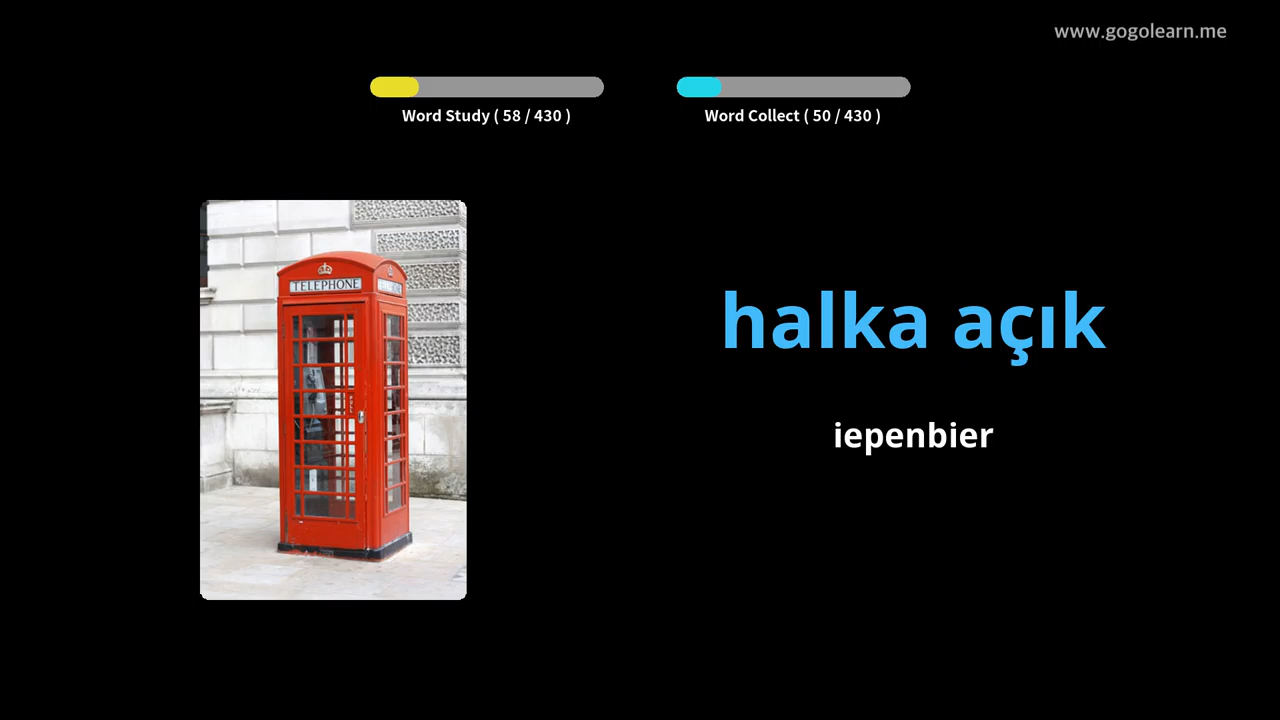 www.gogolearn.me
Word Study ( 58 / 430 )
Word Collect ( 50 / 430 )
TELEPHONE
halka açık
iepenbier